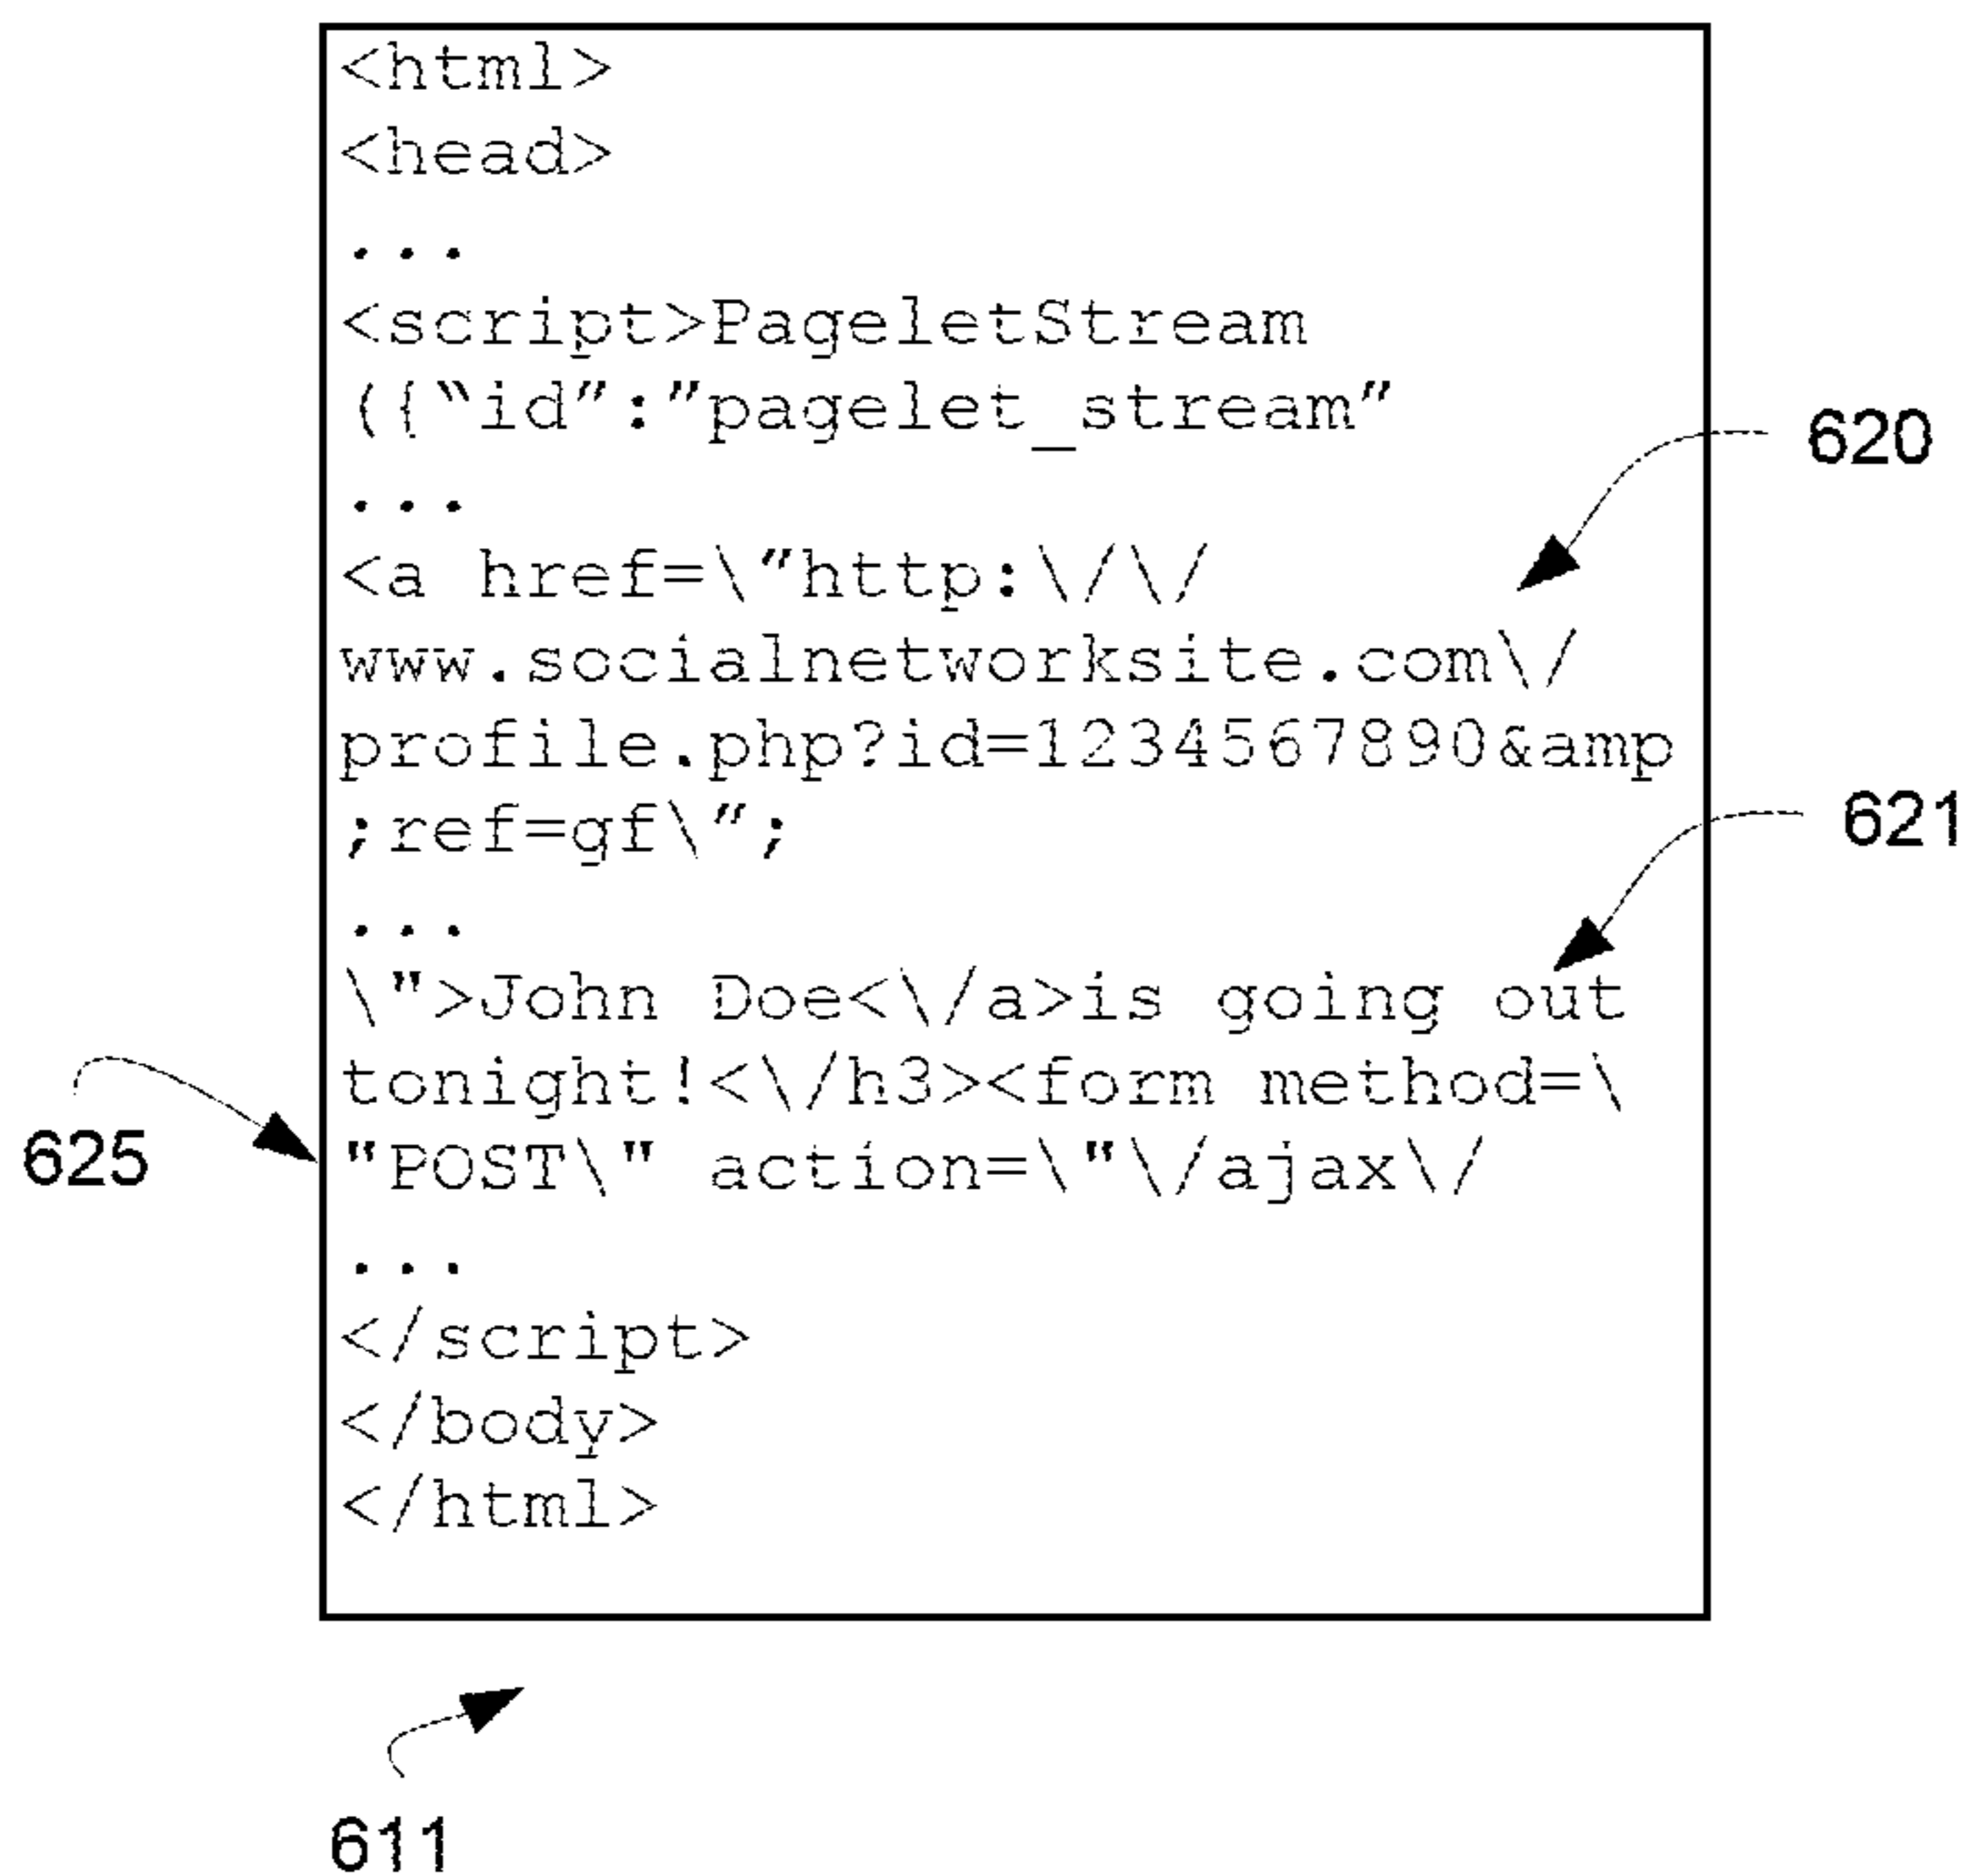 <html>
<head>
...
<script>PageletStream
({“id”:”pagelet_stream”
620
...
<a href=\”http:\/\/
www.socialnetworksite.com\/
profile.php?id=1234567890&amp
;ref=gf\”;
621
...
\">John Doe<\/a>is going out
tonight!<\/h3><form method=\
625
"POST\" action=\"\/ajax\/
...
</script>
</body>
</html>
611